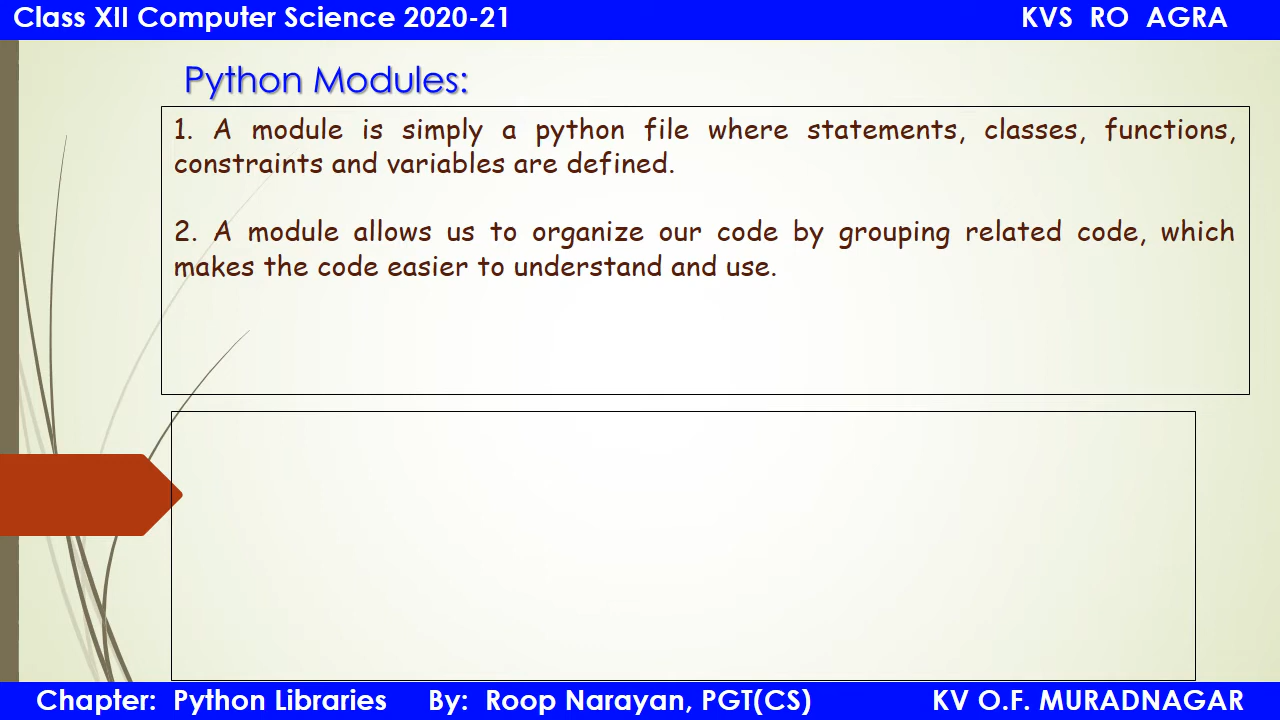 Class XII Computer Science 2020-21 KVS RO AGRA
Python Modules:
1. A module is simply a python file where statements, classes, functions,
constraints and variables are defined.
2. A module allows us to organize our code by grouping related code, which
makes the code easier to understand and use.
Chapter: Python Libraries By: Roop Narayan, PGT(CS) KV O.F. MURADNAGAR